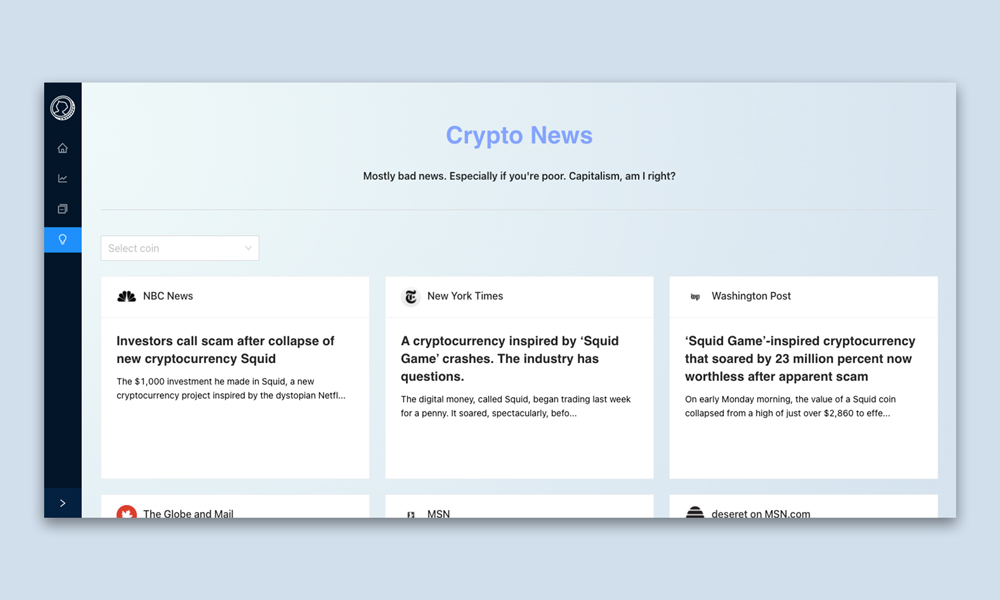 Crypto News
Mostly bad news. Especially if you're poor. Capitalism, am I right?
Select coin
NBC News
Investors call scam after collapse of
new cryptocurrency Squid
The $1,000 investment he made in Squid, a new
cryptocurrency project inspired by the dystopian Netfl...
New York Times
A cryptocurrency inspired by ‘Squid
Game’ crashes. The industry has
questions.
The digital money, called Squid, began trading last week
for a penny. It soared, spectacularly, befo...
Washington Post
‘Squid Game’-inspired cryptocurrency
that soared by 23 million percent now
worthless after apparent scam
On early Monday morning, the value of a Squid coin
collapsed from a high of just over $2,860 to effe...
The Globe and Mail
MSN
deseret on MSN.com